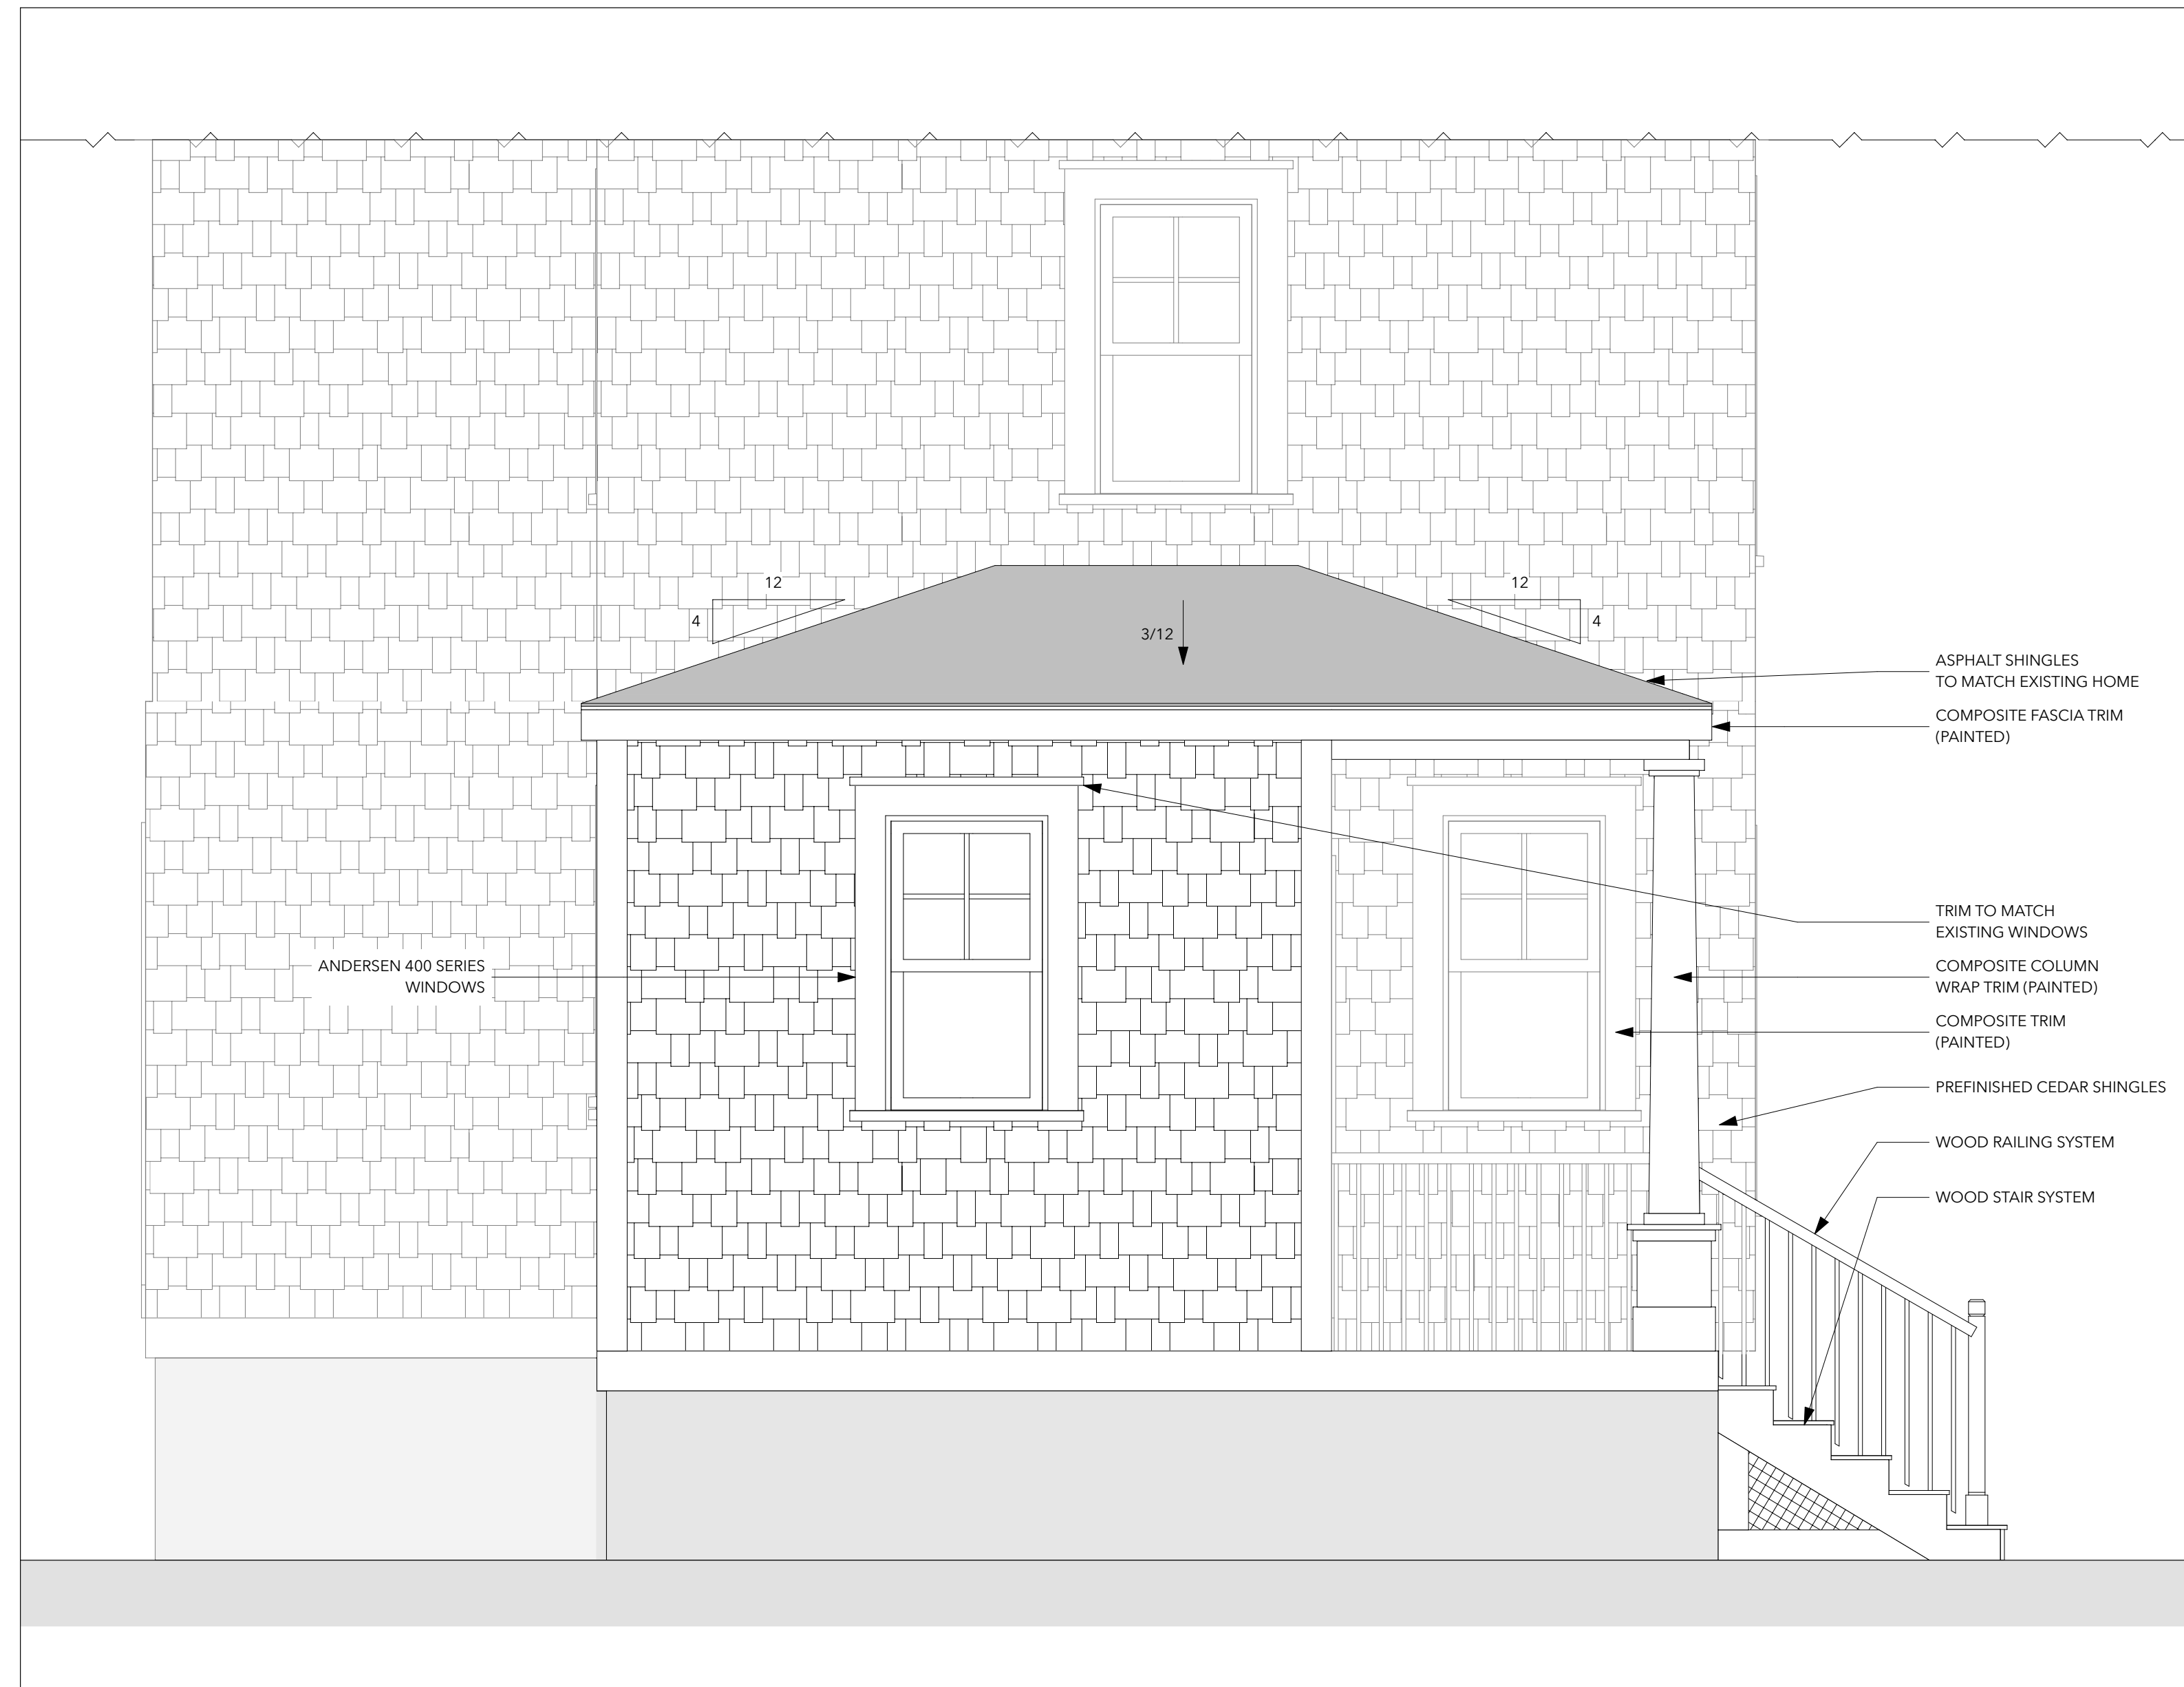 12
4
12
4
3/12
ASPHALT SHINGLES
TO MATCH EXISTING HOME
COMPOSITE FASCIA TRIM
(PAINTED)
TRIM TO MATCH
EXISTING WINDOWS
ANDERSEN 400 SERIES
WINDOWS
COMPOSITE COLUMN
WRAP TRIM (PAINTED)
COMPOSITE TRIM
(PAINTED)
PREFINISHED CEDAR SHINGLES
WOOD RAILING SYSTEM
WOOD STAIR SYSTEM